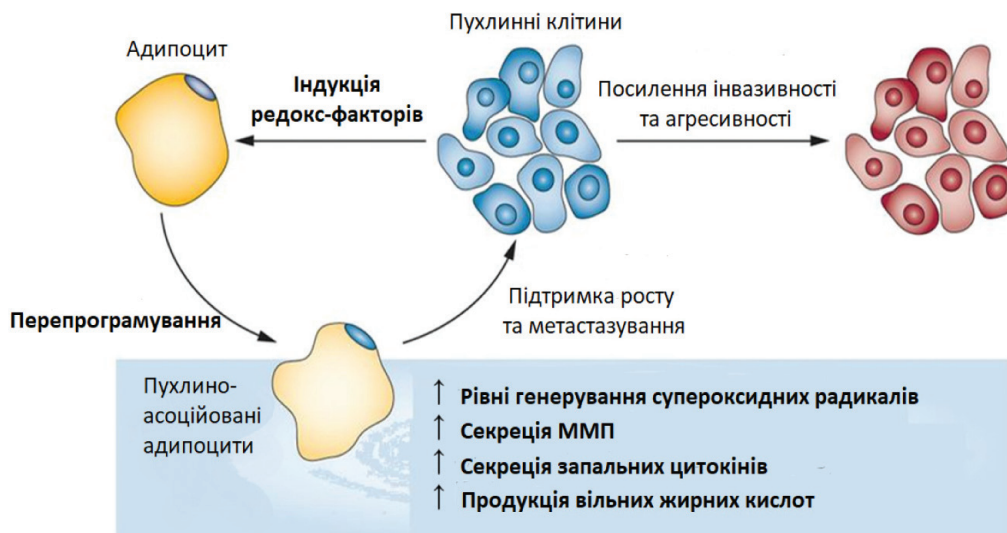 Пухлинні клітини
Адипоцит
Індукція
редокс-факторів
Посилення інвазивності
та агресивності
Перепрограмування
Підтримка росту
та метастазування
Пухлино-
асоційовані
адипоцити
↑ Рівні генерування супероксидних радикалів
↑ Секреція ММП
↑ Секреція запальних цитокінів
↑ Продукція вільних жирних кислот